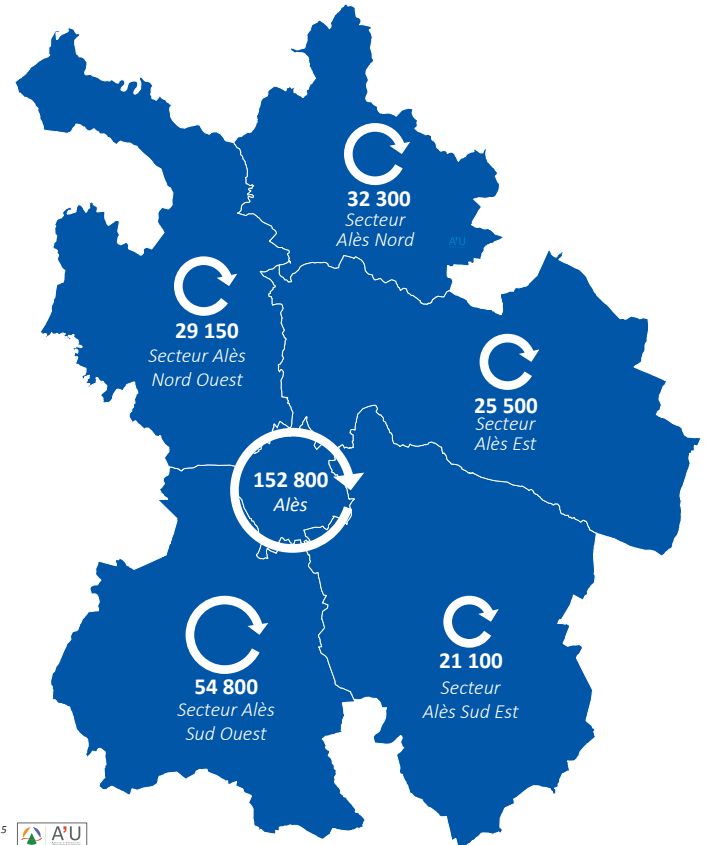 32 300
Secteur
Alès Nord
A'U
29 150
Secteur Alès
Nord Ouest
25 500
Secteur
Alès Est
152 800
Alès
54 800
Secteur Alès
Sud Ouest
21 100
Secteur
Alès Sud Est
5
A'U